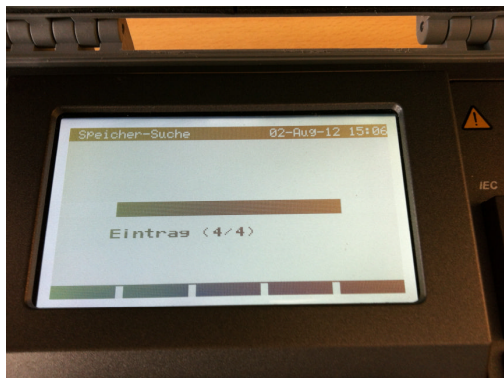 Speicher-Suche 02-Aug-12 15:06
Eintrag (4/4)
IEC